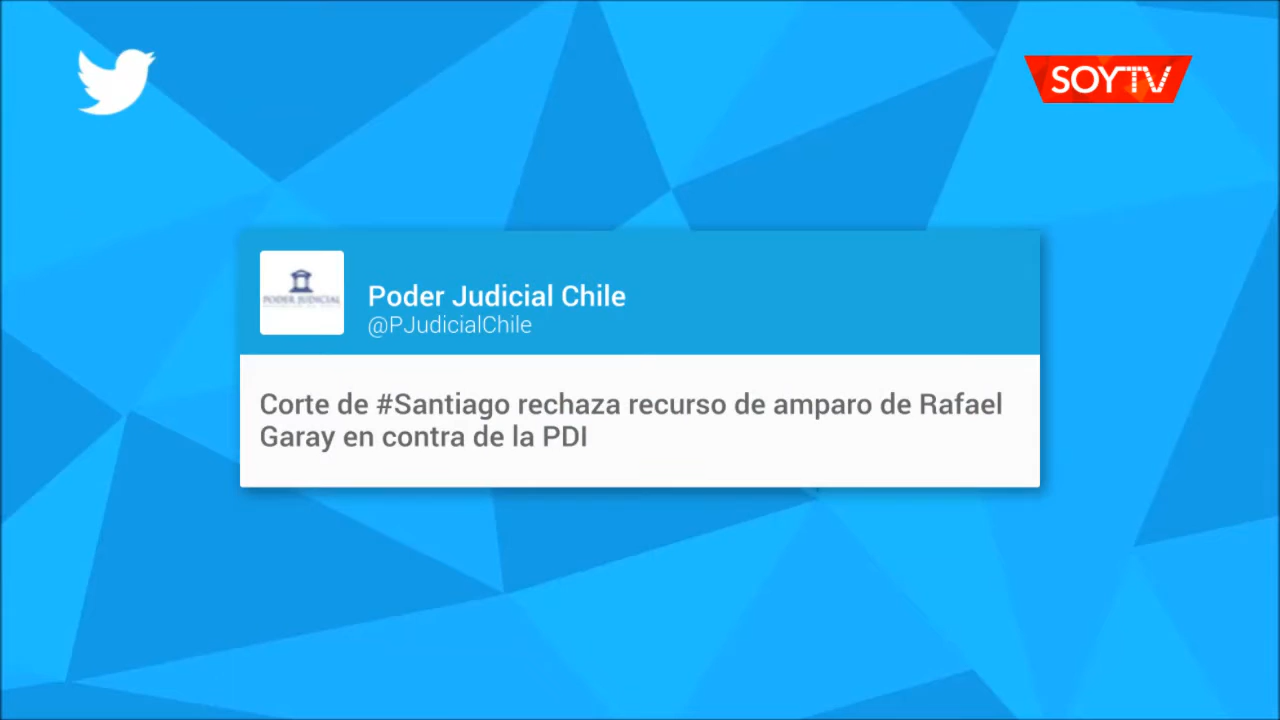 SOYTV
PODER JUDICIAL
Poder Judicial Chile
@PJudicialChile
Corte de #Santiago rechaza recurso de amparo de Rafael
Garay en contra de la PDI